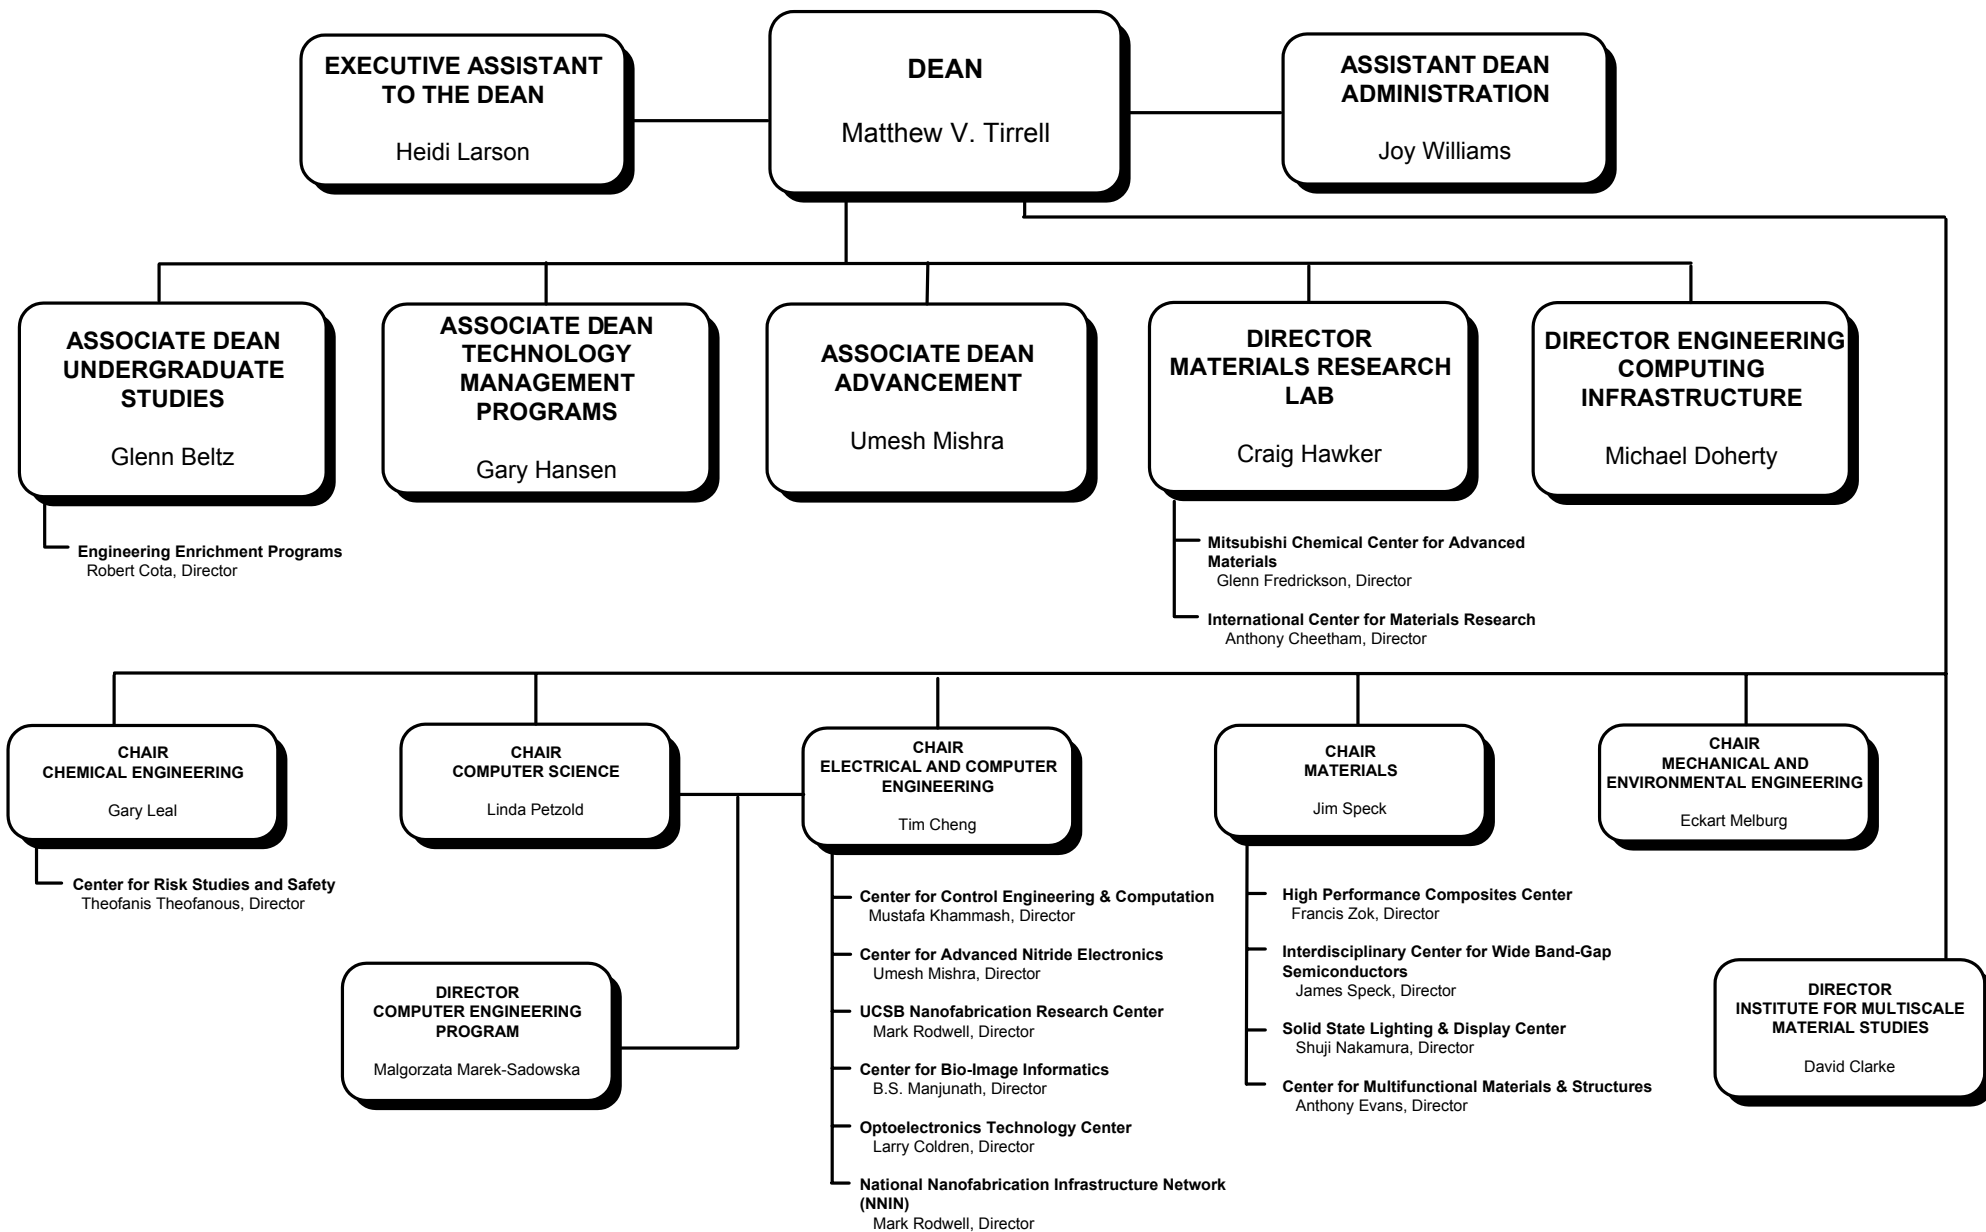 EXECUTIVE ASSISTANT
TO THE DEAN
Heidi Larson
DEAN
Matthew V. Tirrell
ASSISTANT DEAN
ADMINISTRATION
Joy Williams
ASSOCIATE DEAN
UNDERGRADUATE
STUDIES
Glenn Beltz
ASSOCIATE DEAN
TECHNOLOGY
MANAGEMENT
PROGRAMS
Gary Hansen
ASSOCIATE DEAN
ADVANCEMENT
Umesh Mishra
DIRECTOR
MATERIALS RESEARCH
LAB
Craig Hawker
DIRECTOR ENGINEERING
COMPUTING
INFRASTRUCTURE
Michael Doherty
Engineering Enrichment Programs
Robert Cota, Director
Mitsubishi Chemical Center for Advanced
Materials
Glenn Fredrickson, Director
International Center for Materials Research
Anthony Cheetham, Director
CHAIR
CHEMICAL ENGINEERING
Gary Leal
CHAIR
COMPUTER SCIENCE
Linda Petzold
CHAIR
ELECTRICAL AND COMPUTER
ENGINEERING
Tim Cheng
CHAIR
MATERIALS
Jim Speck
CHAIR
MECHANICAL AND
ENVIRONMENTAL ENGINEERING
Eckart Melburg
Center for Risk Studies and Safety
Theofanis Theofanous, Director
DIRECTOR
COMPUTER ENGINEERING
PROGRAM
Malgorzata Marek-Sadowska
Center for Control Engineering & Computation
Mustafa Khammash, Director
Center for Advanced Nitride Electronics
Umesh Mishra, Director
UCSB Nanofabrication Research Center
Mark Rodwell, Director
Center for Bio-Image Informatics
B.S. Manjunath, Director
Optoelectronics Technology Center
Larry Coldren, Director
National Nanofabrication Infrastructure Network
(NNIN)
Mark Rodwell, Director
High Performance Composites Center
Francis Zok, Director
Interdisciplinary Center for Wide Band-Gap
Semiconductors
James Speck, Director
Solid State Lighting & Display Center
Shuji Nakamura, Director
Center for Multifunctional Materials & Structures
Anthony Evans, Director
DIRECTOR
INSTITUTE FOR MULTISCALE
MATERIAL STUDIES
David Clarke